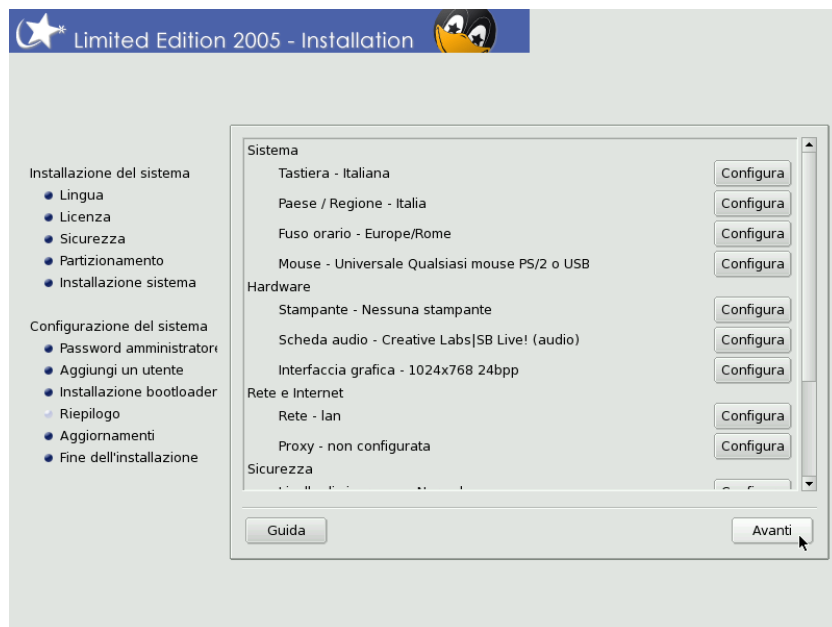 Limited Edition 2005 - Installation
Installazione del sistema
Lingua
Licenza
Sicurezza
Partizionamento
Installazione sistema
Configurazione del sistema
Password amministratore
Aggiungi un utente
Installazione bootloader
Riepilogo
Aggiornamenti
Fine dell'installazione
Sistema
Tastiera - Italiana Configura
Paese / Regione - Italia Configura
Fuso orario - Europe/Rome Configura
Mouse - Universale Qualsiasi mouse PS/2 o USB Configura
Hardware
Stampante - Nessuna stampante Configura
Scheda audio - Creative Labs|SB Live! (audio) Configura
Interfaccia grafica - 1024x768 24bpp Configura
Rete e Internet
Rete - lan Configura
Proxy - non configurata Configura
Sicurezza
Guida Avanti